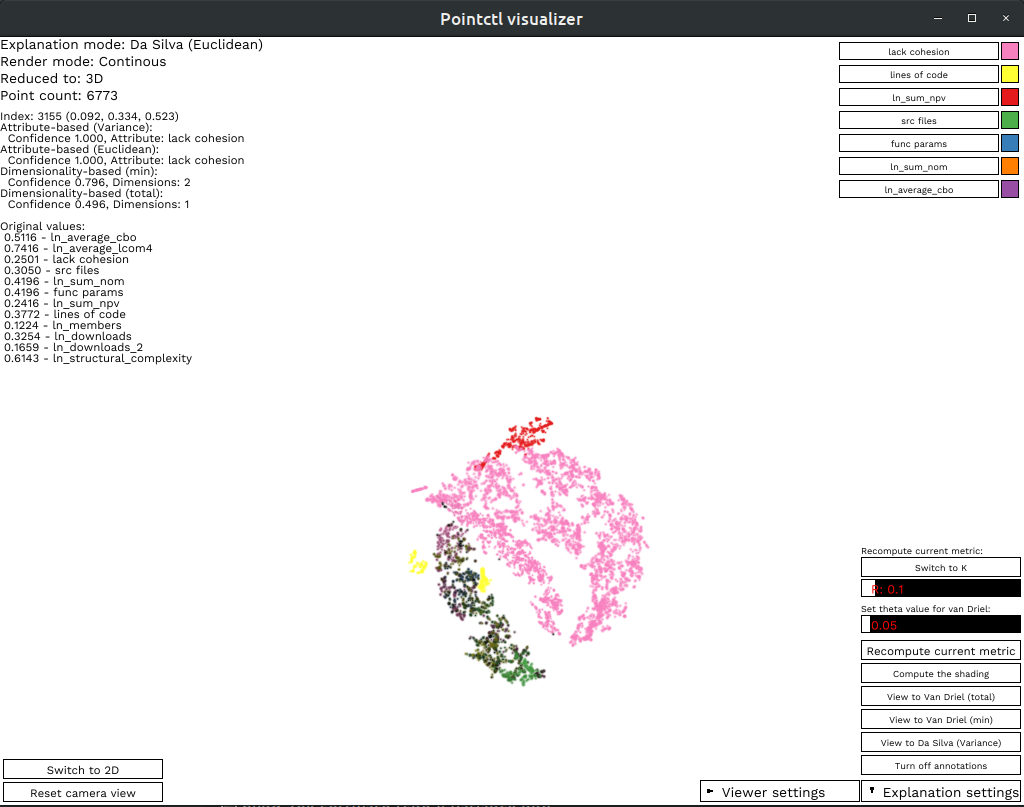 Pointctl visualizer
Explanation mode: Da Silva (Euclidean)
Render mode: Continous
Reduced to: 3D
Point count: 6773
Index: 3155 (0.092, 0.334, 0.523)
Attribute-based (Variance):
Confidence 1.000, Attribute: lack cohesion
Attribute-based (Euclidean):
Confidence 1.000, Attribute: lack cohesion
Dimensionality-based (min):
Confidence 0.796, Dimensions: 2
Dimensionality-based (total):
Confidence 0.496, Dimensions: 1
Original values:
0.5116 - ln_average_cbo
0.7416 - ln_average_lcom4
0.2501 - lack cohesion
0.3050 - src files
0.4196 - ln_sum_nom
0.4196 - func params
0.2416 - ln_sum_npv
0.3772 - lines of code
0.1224 - ln_members
0.3254 - ln_downloads
0.1659 - ln_downloads_2
0.6143 - ln_structural_complexity
lack cohesion
lines of code
ln_sum_npv
src files
func params
ln_sum_nom
ln_average_cbo
Recompute current metric:
Switch to K
R: 0.1
Set theta value for van Driel:
0.05
Recompute current metric
Compute the shading
View to Van Driel (total)
View to Van Driel (min)
View to Da Silva (Variance)
Turn off annotations
Switch to 2D
Reset camera view
Viewer settings
Explanation settings